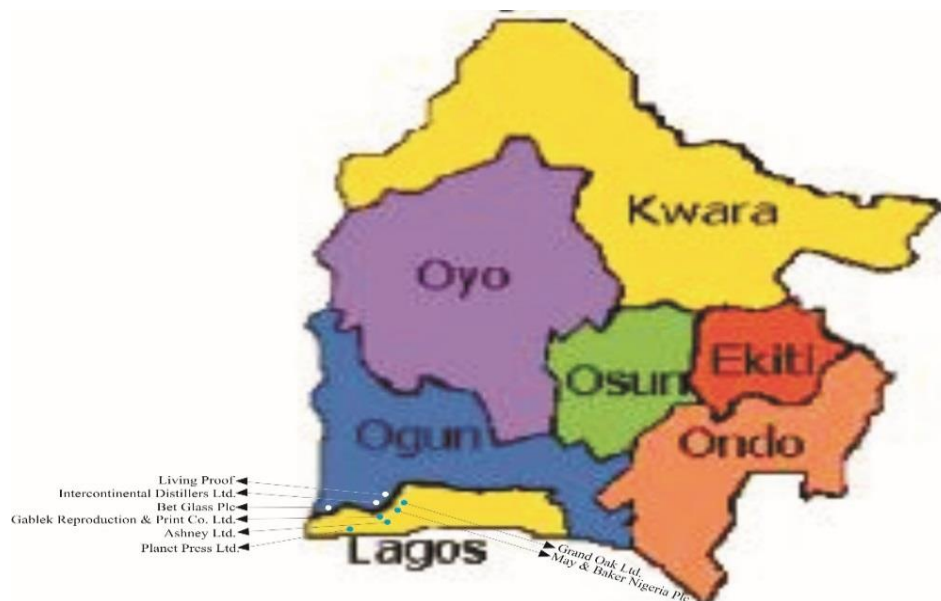 Kwara
Oyo
Osun
Ekiti
Ogun
Ondo
Living Proof
Intercontinental Distillers Ltd.
Bet Glass Plc
Gablek Reproduction & Print Co. Ltd.
Ashney Ltd.
Planet Press Ltd.
Lagos
Grand Oak Ltd.
May & Baker Nigeria Plc